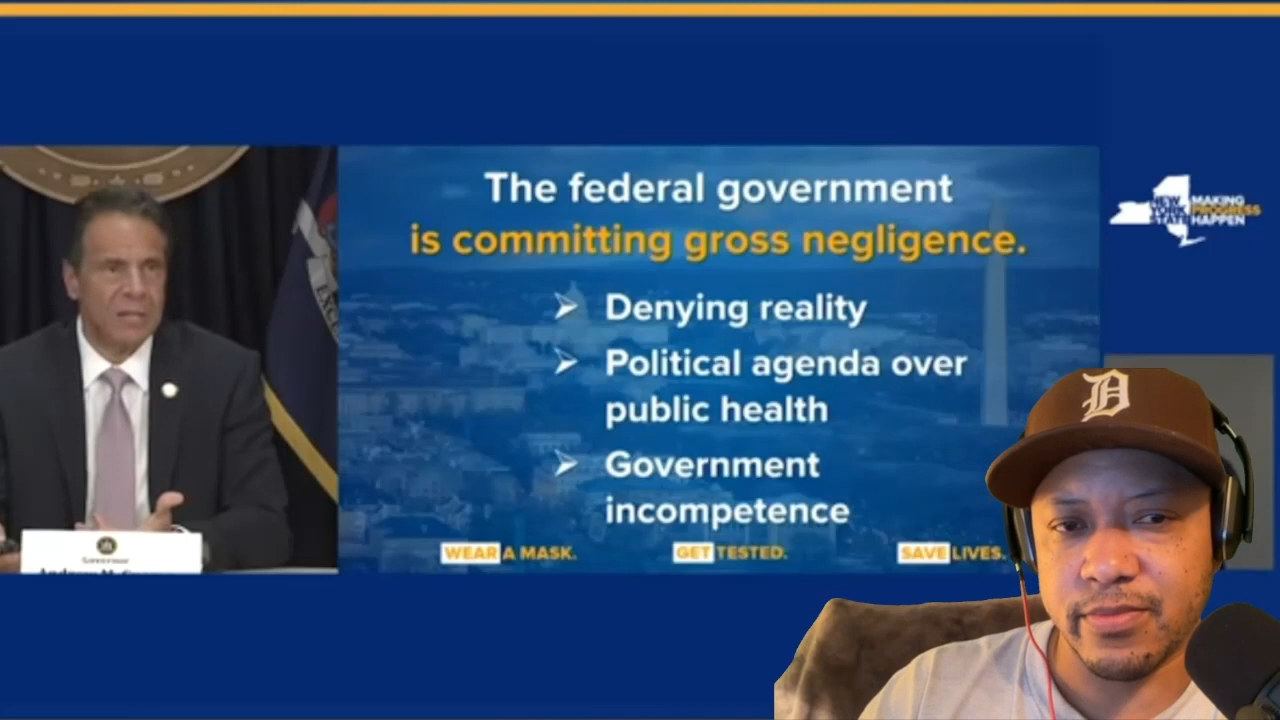 The federal government
is committing gross negligence.
Denying reality
Political agenda over
public health
Government
incompetence
WEAR A MASK.
GET TESTED.
SAVE LIVES.
NEW
YORK
STATE
MAKING
PROGRESS
HAPPEN
Governor
D